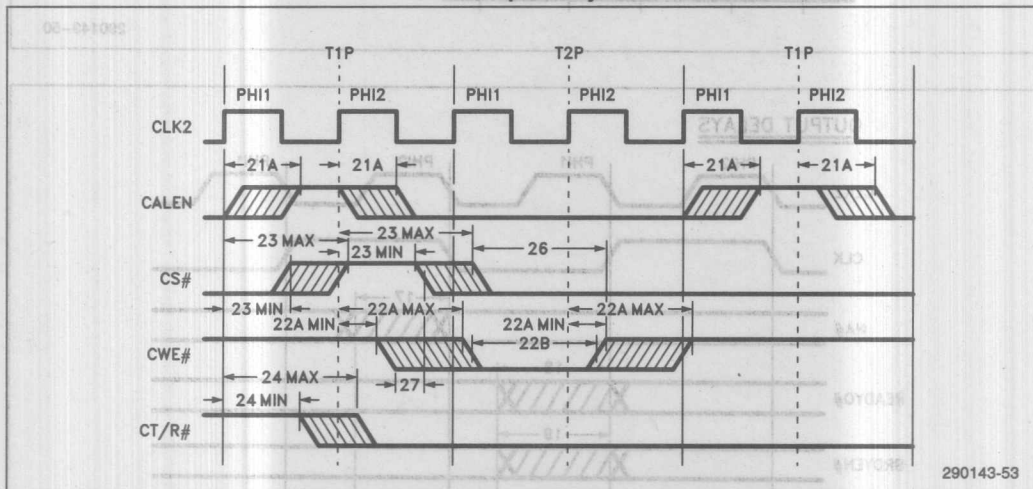 T1P T2P T1P
PHI1 PHI2 PHI1 PHI2 PHI1 PHI2
CLK2
21A 21A 21A 21A
CALEN
23 MAX 23 MAX
23 MIN 26
CS#
23 MIN 22A MAX 22A MAX
22A MIN 22A MIN
22B
CWE#
24 MAX 27
24 MIN
CT/R#
290143-53